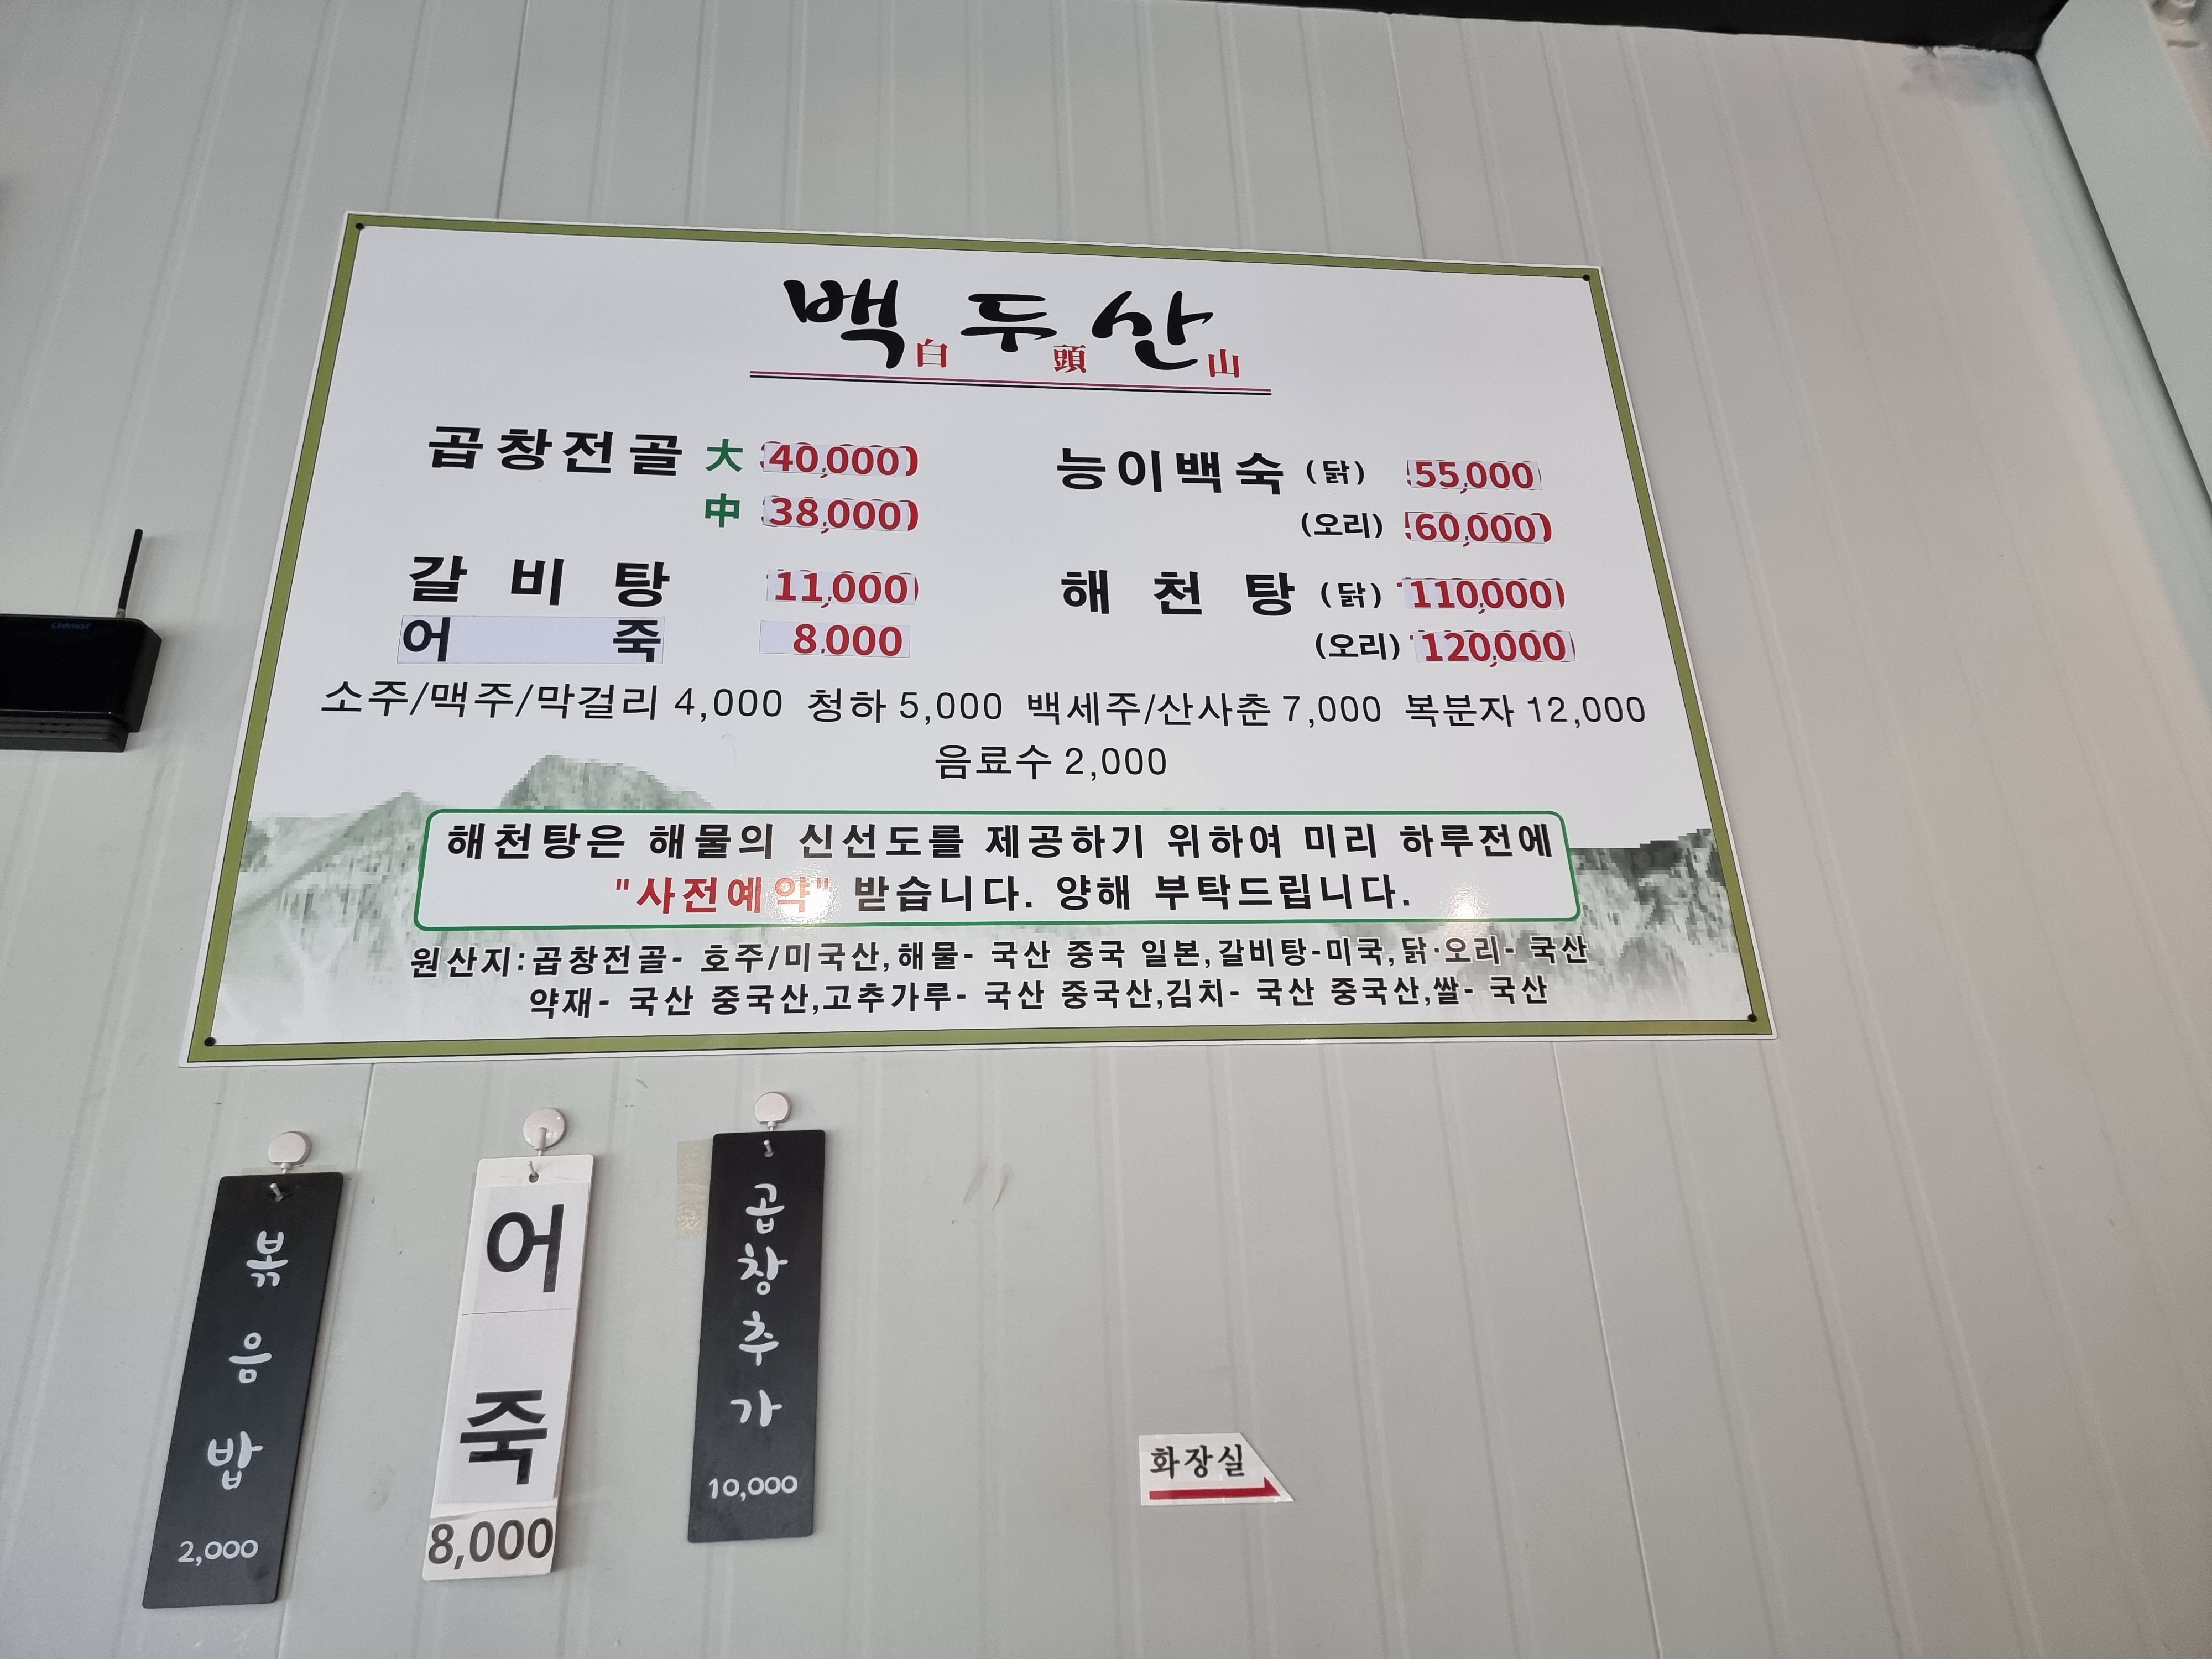 백두산
白頭山
곱창전골 大 40,000
中 38,000
갈비탕 11,000
어죽 8,000
능이백숙 (닭) 55,000
(오리) 60,000
해천탕 (닭) 110,000
(오리) 120,000
소주/맥주/막걸리 4,000 청하 5,000 백세주/산사춘 7,000 복분자 12,000
음료수 2,000
해천탕은 해물의 신선도를 제공하기 위하여 미리 하루전에
"사전예약" 받습니다. 양해 부탁드립니다.
원산지:곱창전골- 호주/미국산,해물- 국산 중국 일본,갈비탕-미국,닭·오리- 국산
약재- 국산 중국산,고추가루- 국산 중국산,김치- 국산 중국산,쌀- 국산
볶음밥
2,000
어죽
8,000
곱창추가
10,000
화장실